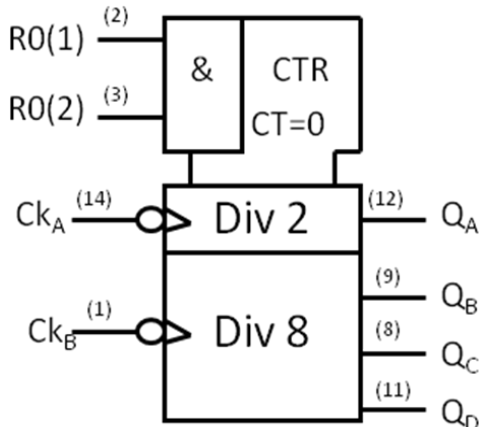 R0(1) (2) & CTR
R0(2) (3) CT=0
CkA (14) Div 2 (12) QA
(9) QB
CkB (1) Div 8 (8) QC
(11) QD